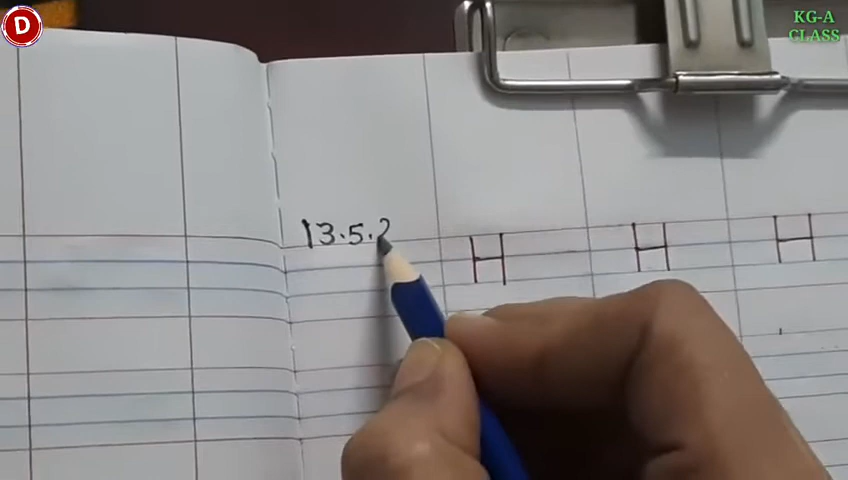 D
KG-A
CLASS
13.5.2
H H H